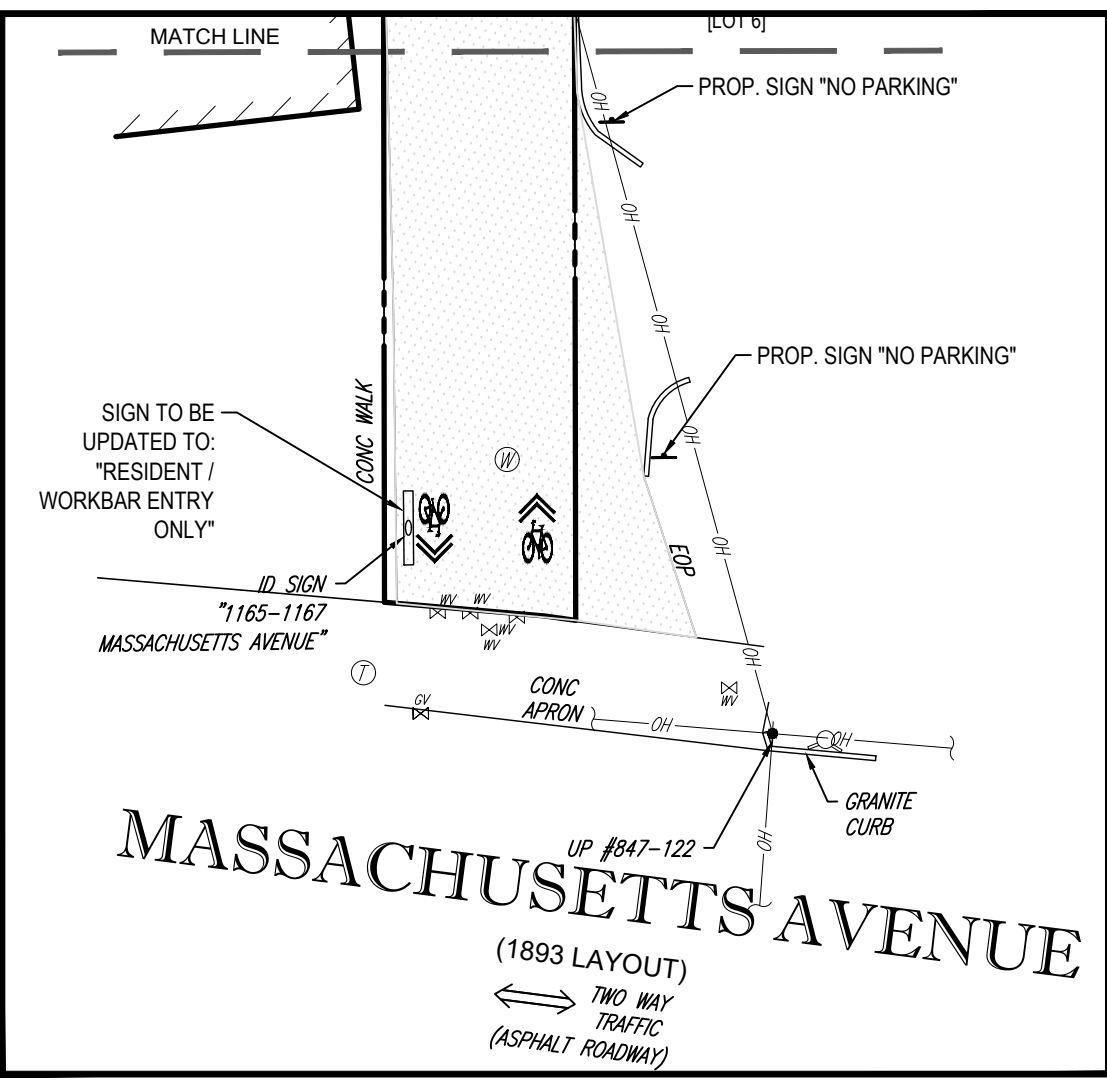 [LOT 6]
MATCH LINE
PROP. SIGN "NO PARKING"
OH
OH
OH
PROP. SIGN "NO PARKING"
CONC WALK
SIGN TO BE
UPDATED TO:
"RESIDENT /
WORKBAR ENTRY
ONLY"
OH
W
OH
EOP
ID SIGN
"1165–1167
MASSACHUSETTS AVENUE"
WV
WV
WV
WV
OH
T
CONC
APRON
WV
GV
OH
OH
GRANITE
CURB
UP #847–122
OH
MASSACHUSETTS AVENUE
(1893 LAYOUT)
TWO WAY
TRAFFIC
(ASPHALT ROADWAY)